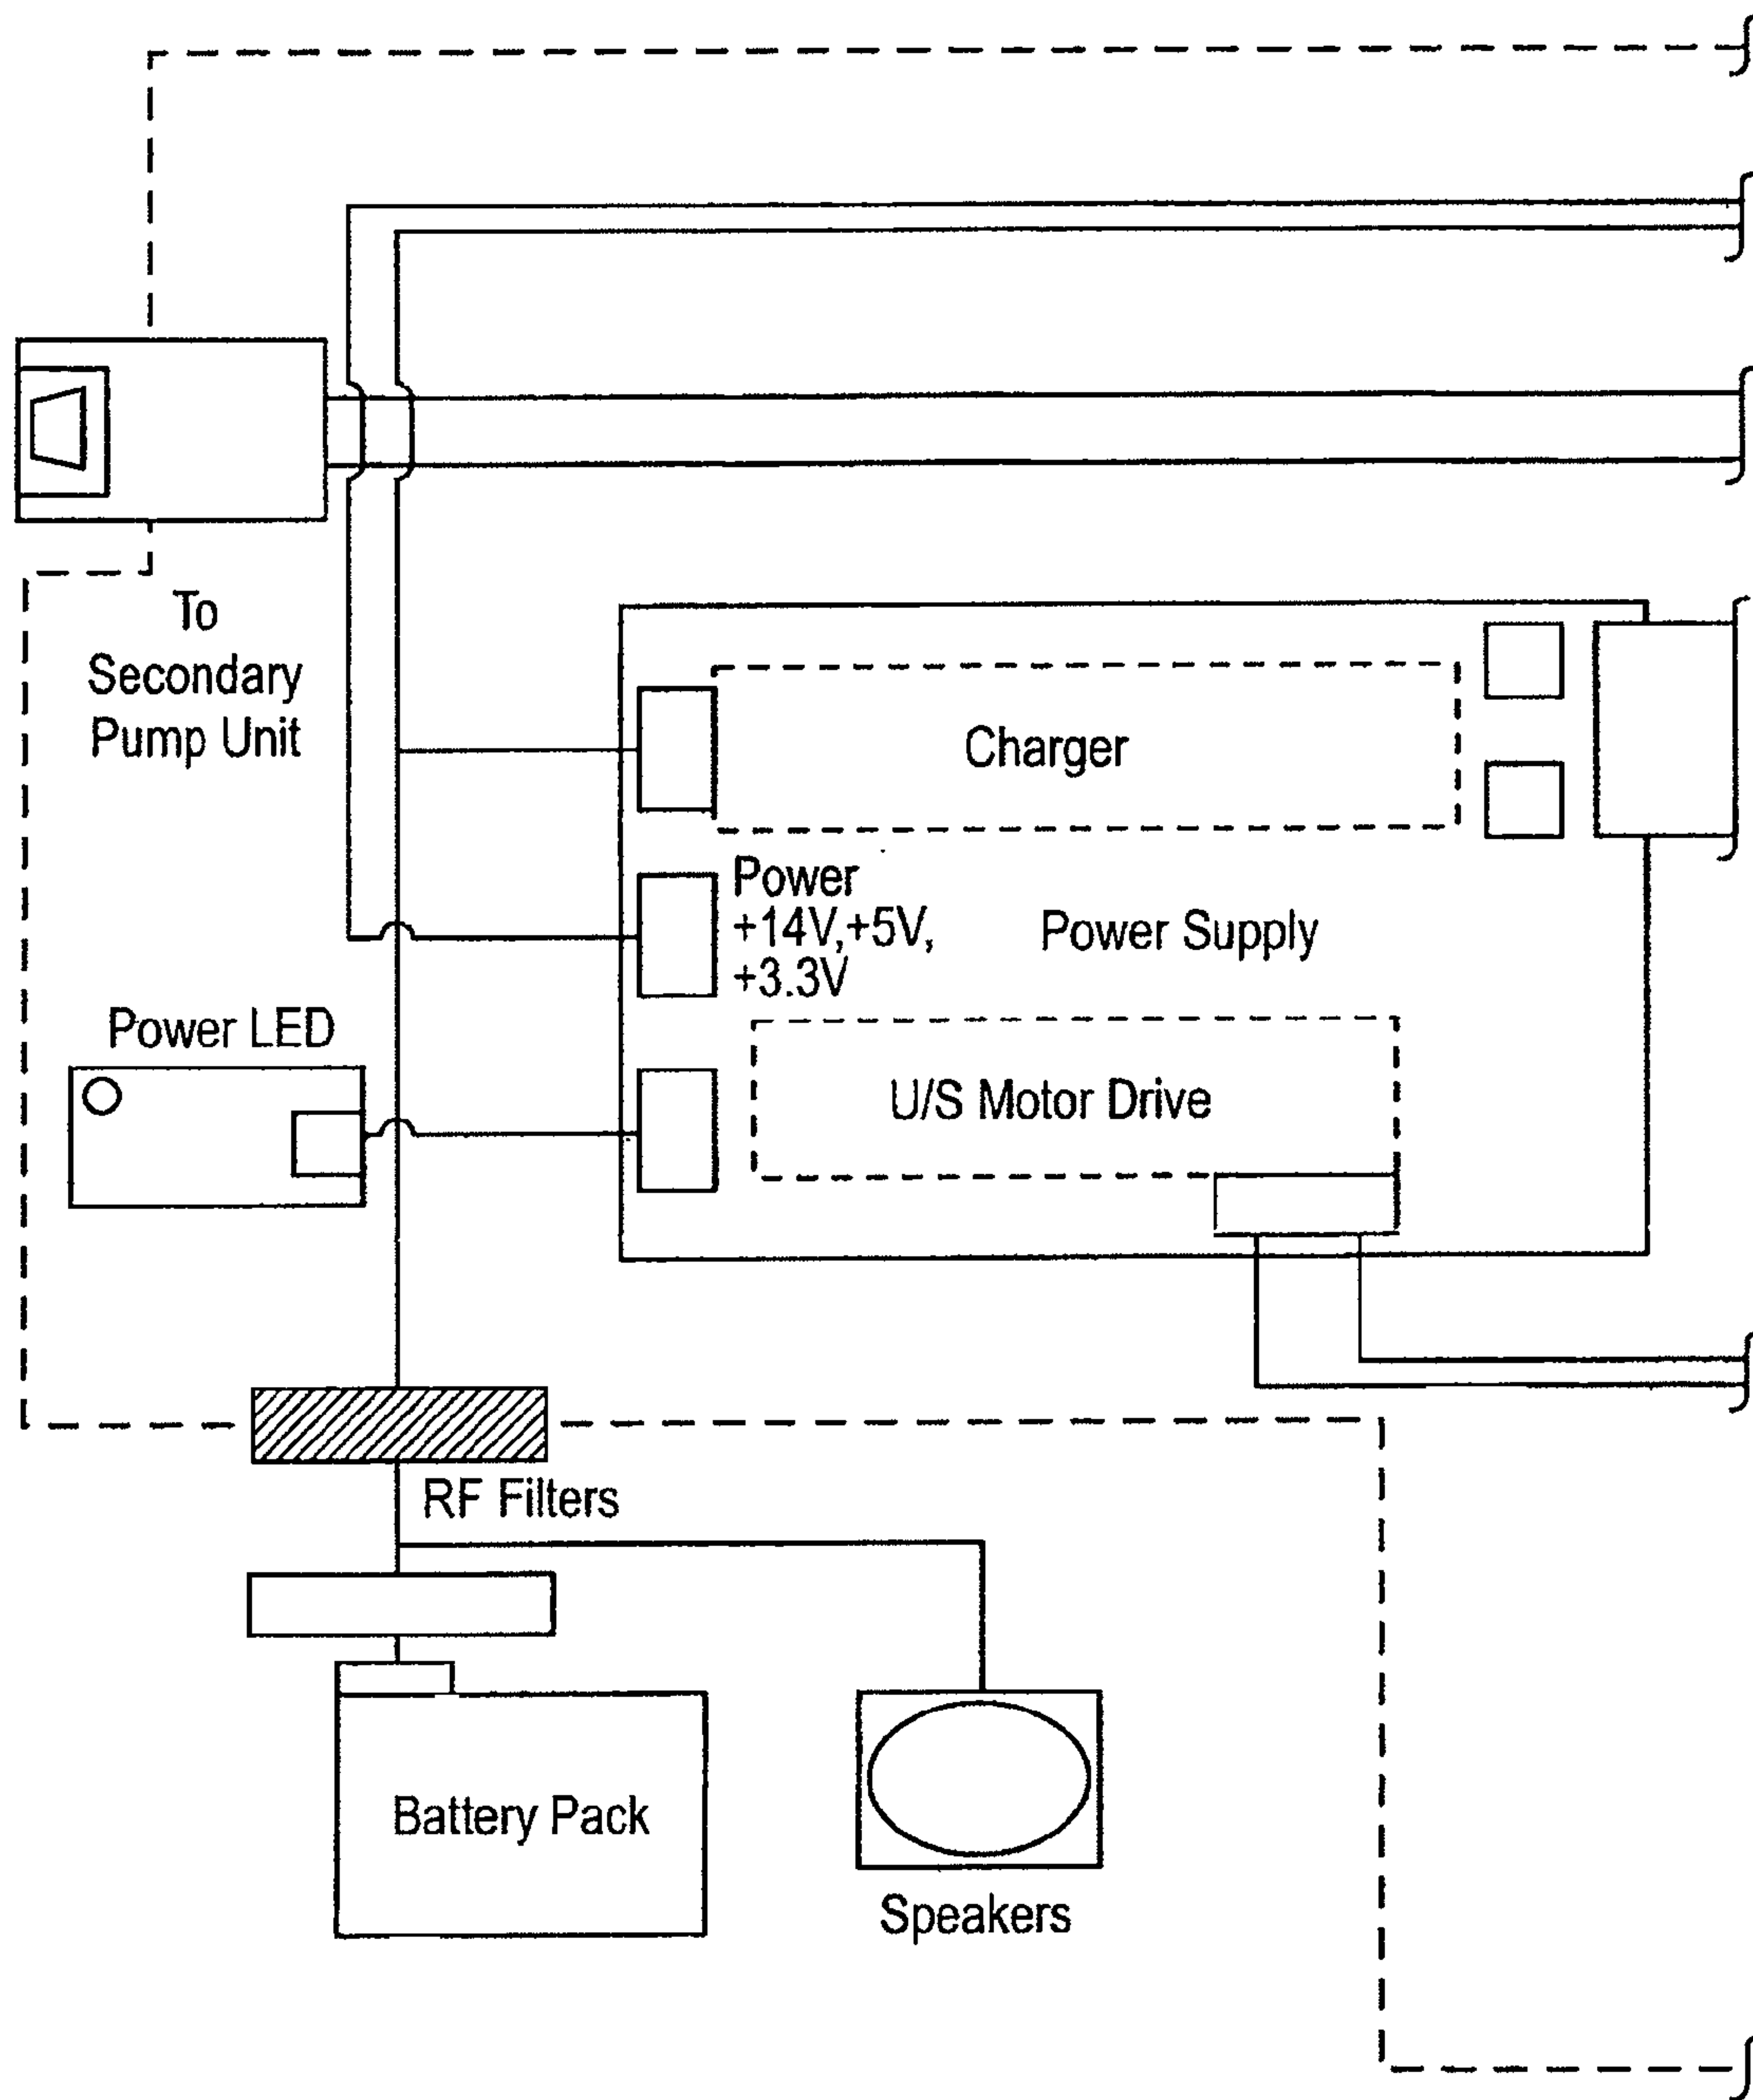 To
Secondary
Pump Unit
Charger
Power
+14V,+5V,
+3.3V
Power Supply
Power LED
U/S Motor Drive
RF Filters
Battery Pack
Speakers